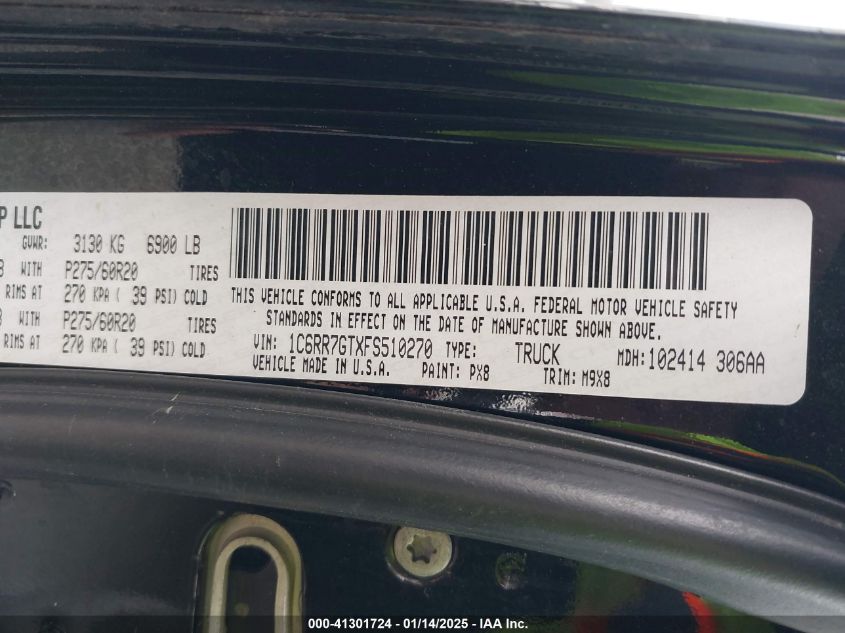 P LLC
GVWR: 3130 KG 6900 LB
WITH P275/60R20 TIRES
RIMS AT 270 KPA ( 39 PSI) COLD
WITH P275/60R20 TIRES
RIMS AT 270 KPA ( 39 PSI) COLD
THIS VEHICLE CONFORMS TO ALL APPLICABLE U.S.A. FEDERAL MOTOR VEHICLE SAFETY
STANDARDS IN EFFECT ON THE DATE OF MANUFACTURE SHOWN ABOVE.
VIN: 1C6RR7GTXFS510270 TYPE: TRUCK MDH:102414 306AA
VEHICLE MADE IN U.S.A. PAINT: PX8 TRIM: M9X8
000-41301724 - 01/14/2025 - IAA Inc.